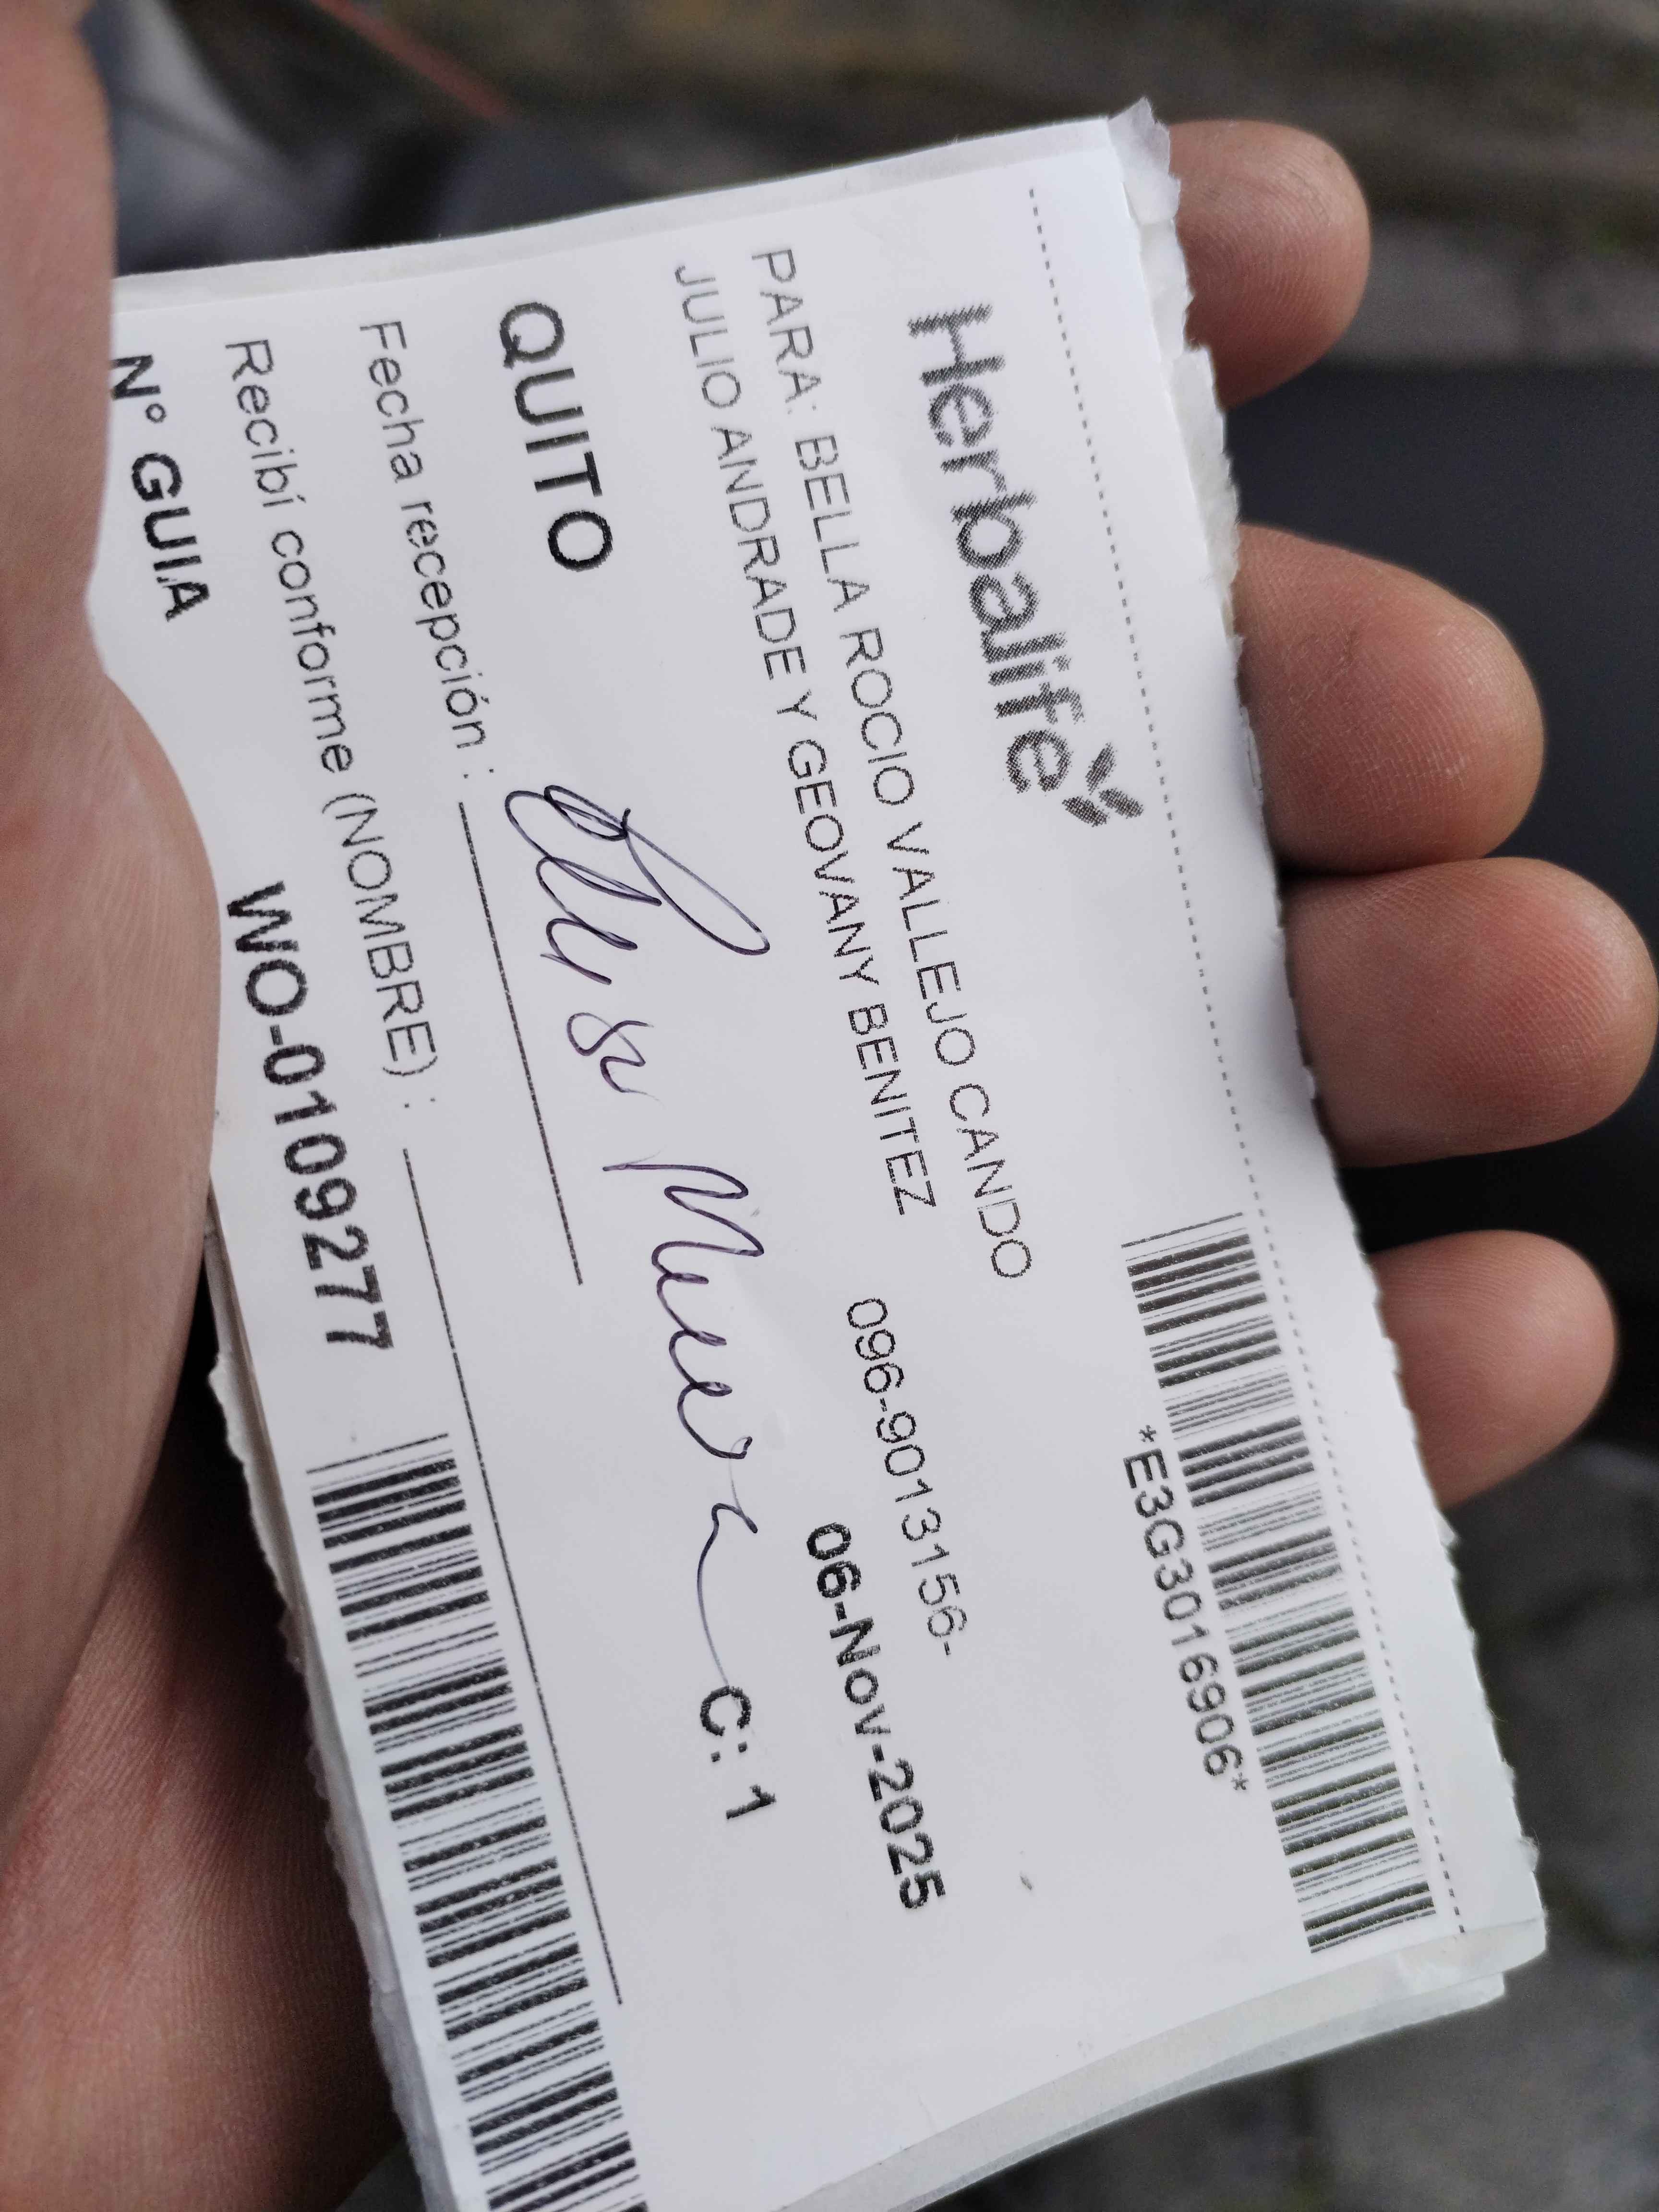 Herbalife
*E3G3016906*
PARA: BELLA ROCIO VALLEJO CANDO
JULIO ANDRADE Y GEOVANY BENITEZ
096-9013156-
06-Nov-2025
QUITO
C: 1
Fecha recepción :
Recibí conforme (NOMBRE) :
N° GUIA
WO-0109277